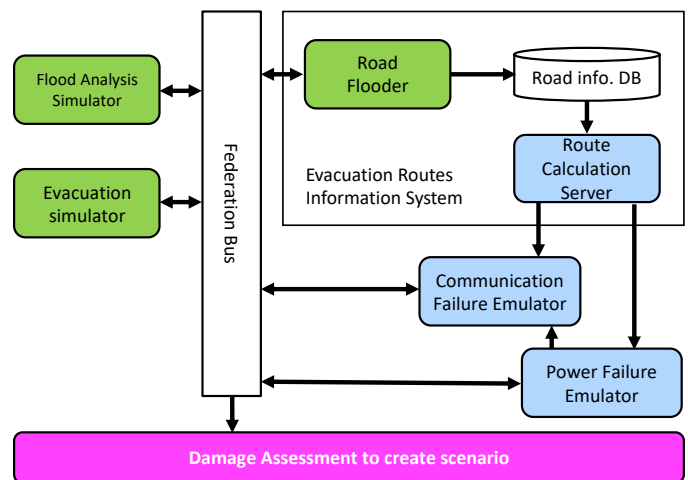 Flood Analysis
Simulator
Evacuation
simulator
Federation Bus
Road
Flooder
Road info. DB
Route
Calculation
Server
Evacuation Routes
Information System
Communication
Failure Emulator
Power Failure
Emulator
Damage Assessment to create scenario